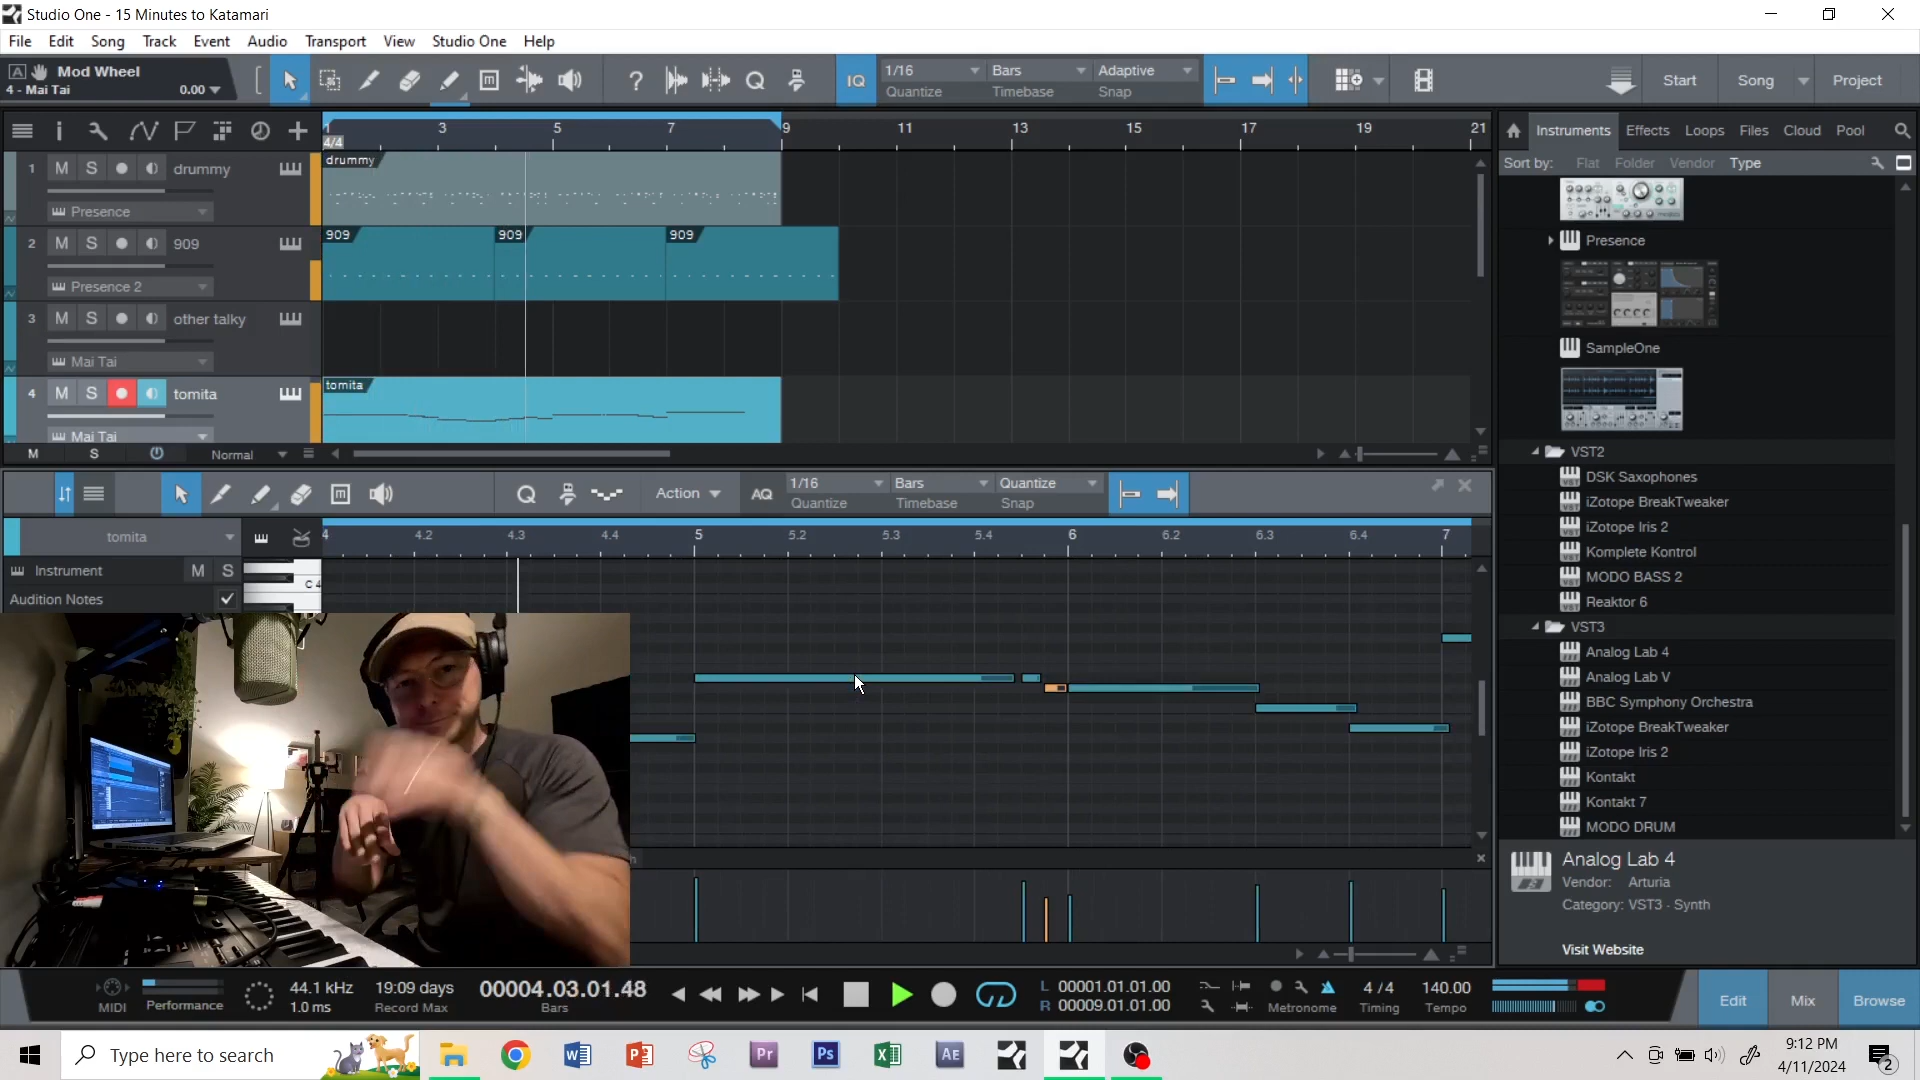 Studio One - 15 Minutes to Katamari
File Edit Song Track Event Audio Transport View Studio One Help
A Mod Wheel
4 - Mai Tai 0.00
? IQ 1/16 Bars Adaptive Start Song Project
Quantize Timebase Snap
1 3 5 7 9 11 13 15 17 19 21
4/4
1 M S drummy
Presence
drummy
2 M S 909
Presence 2
909 909 909
3 M S other talky
Mai Tai
4 M S tomita
Mai Tai
tomita
M S Normal
Instruments Effects Loops Files Cloud Pool
Sort by: Flat Folder Vendor Type
Presence
SampleOne
VST2
DSK Saxophones
iZotope BreakTweaker
iZotope Iris 2
Komplete Kontrol
MODO BASS 2
Reaktor 6
VST3
Analog Lab 4
Analog Lab V
BBC Symphony Orchestra
iZotope BreakTweaker
iZotope Iris 2
Kontakt
Kontakt 7
MODO DRUM
Analog Lab 4
Vendor: Arturia
Category: VST3 - Synth
Visit Website
Q Action AQ 1/16 Bars Quantize
Quantize Timebase Snap
tomita
4 4.2 4.3 4.4 5 5.2 5.3 5.4 6 6.2 6.3 6.4 7
Instrument M S
C 4
Audition Notes
MIDI Performance
44.1 kHz
1.0 ms
19:09 days
Record Max
00004.03.01.48
Bars
L 00001.01.01.00
R 00009.01.01.00
Metronome
4 / 4
Timing
140.00
Tempo
Edit Mix Browse
Type here to search
9:12 PM
4/11/2024
2